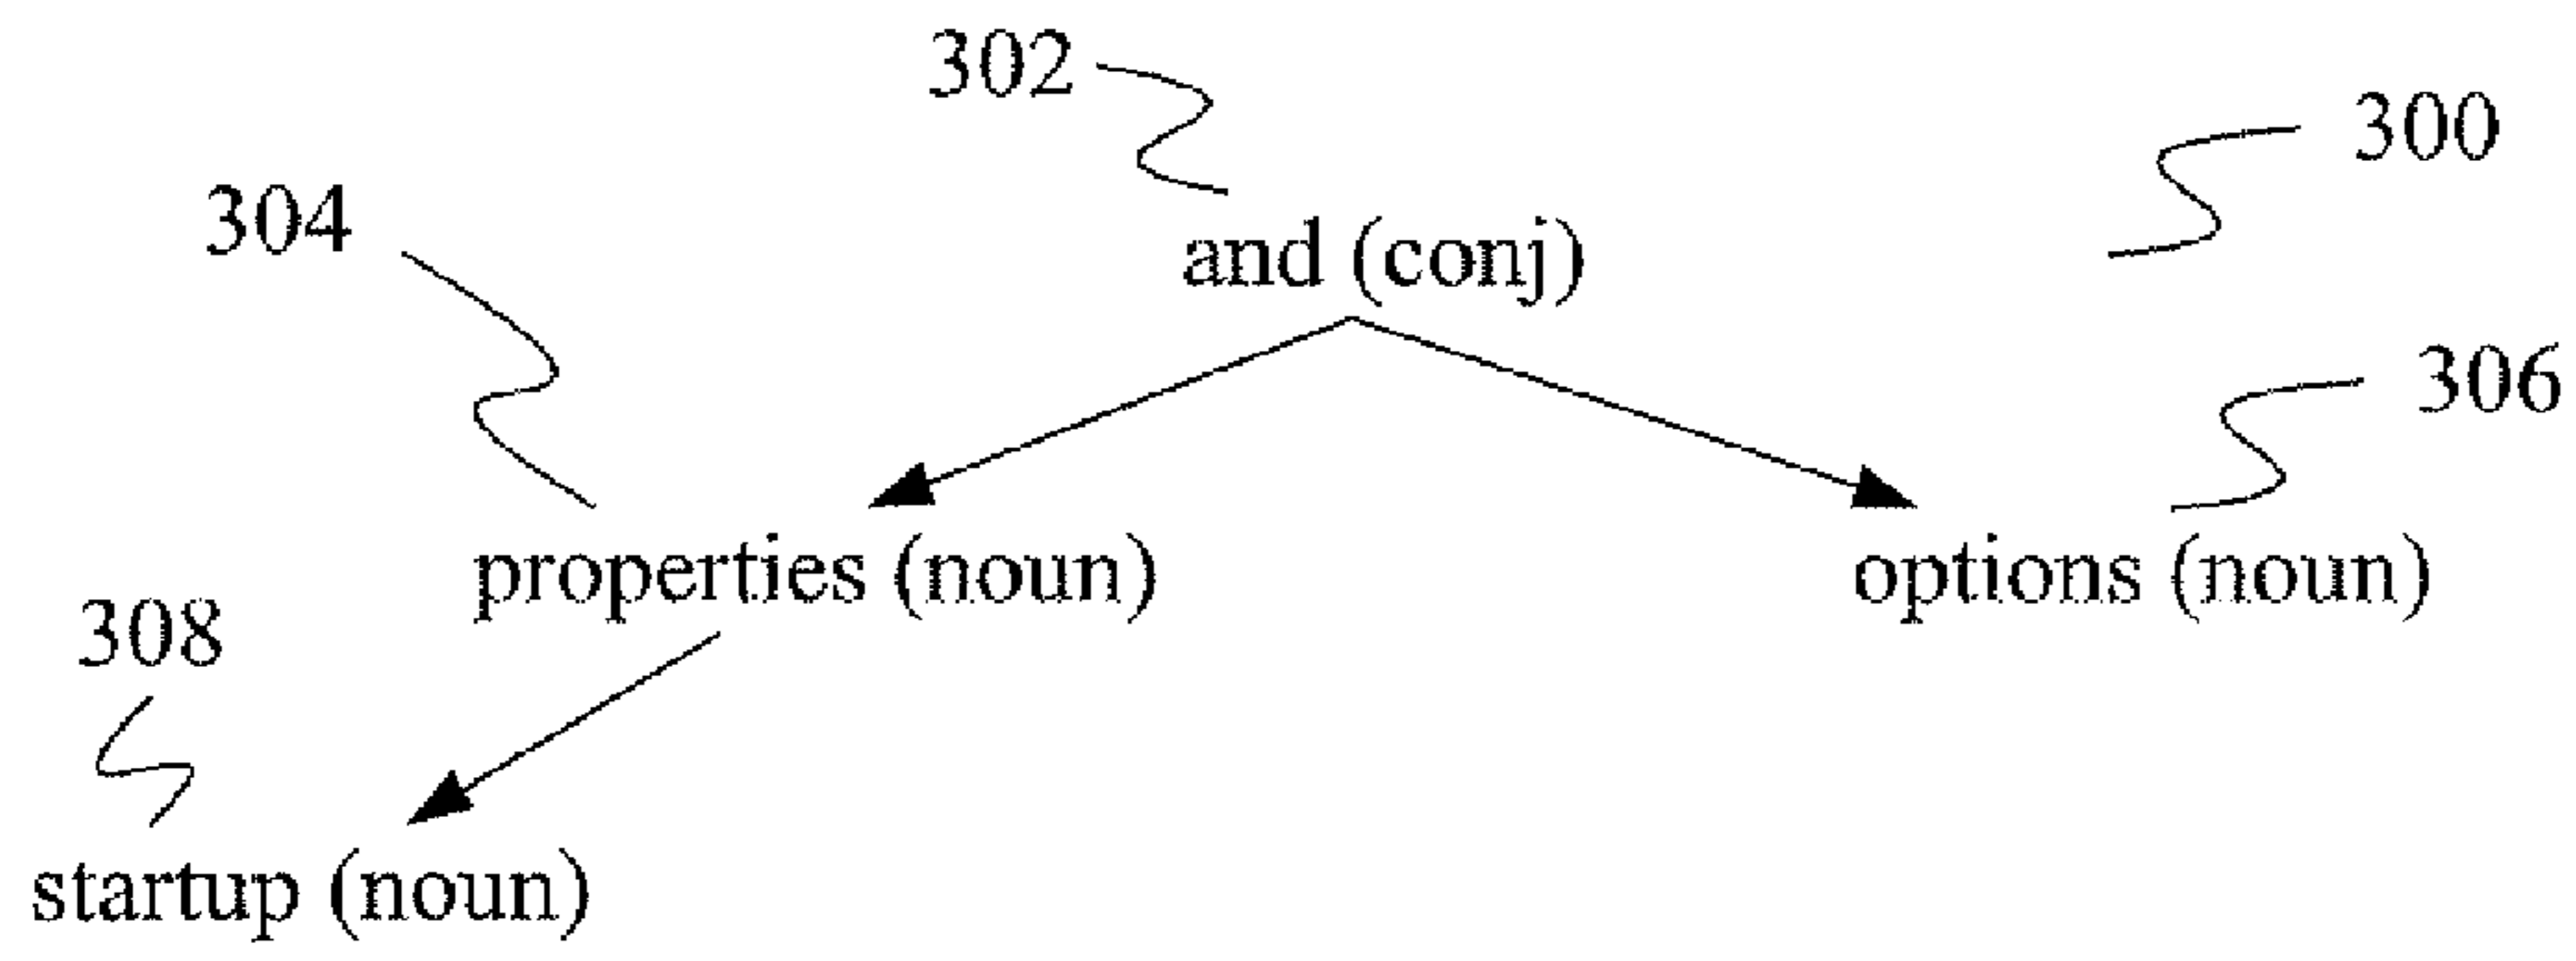 302
300
304
and (conj)
306
properties (noun)
options (noun)
308
startup (noun)